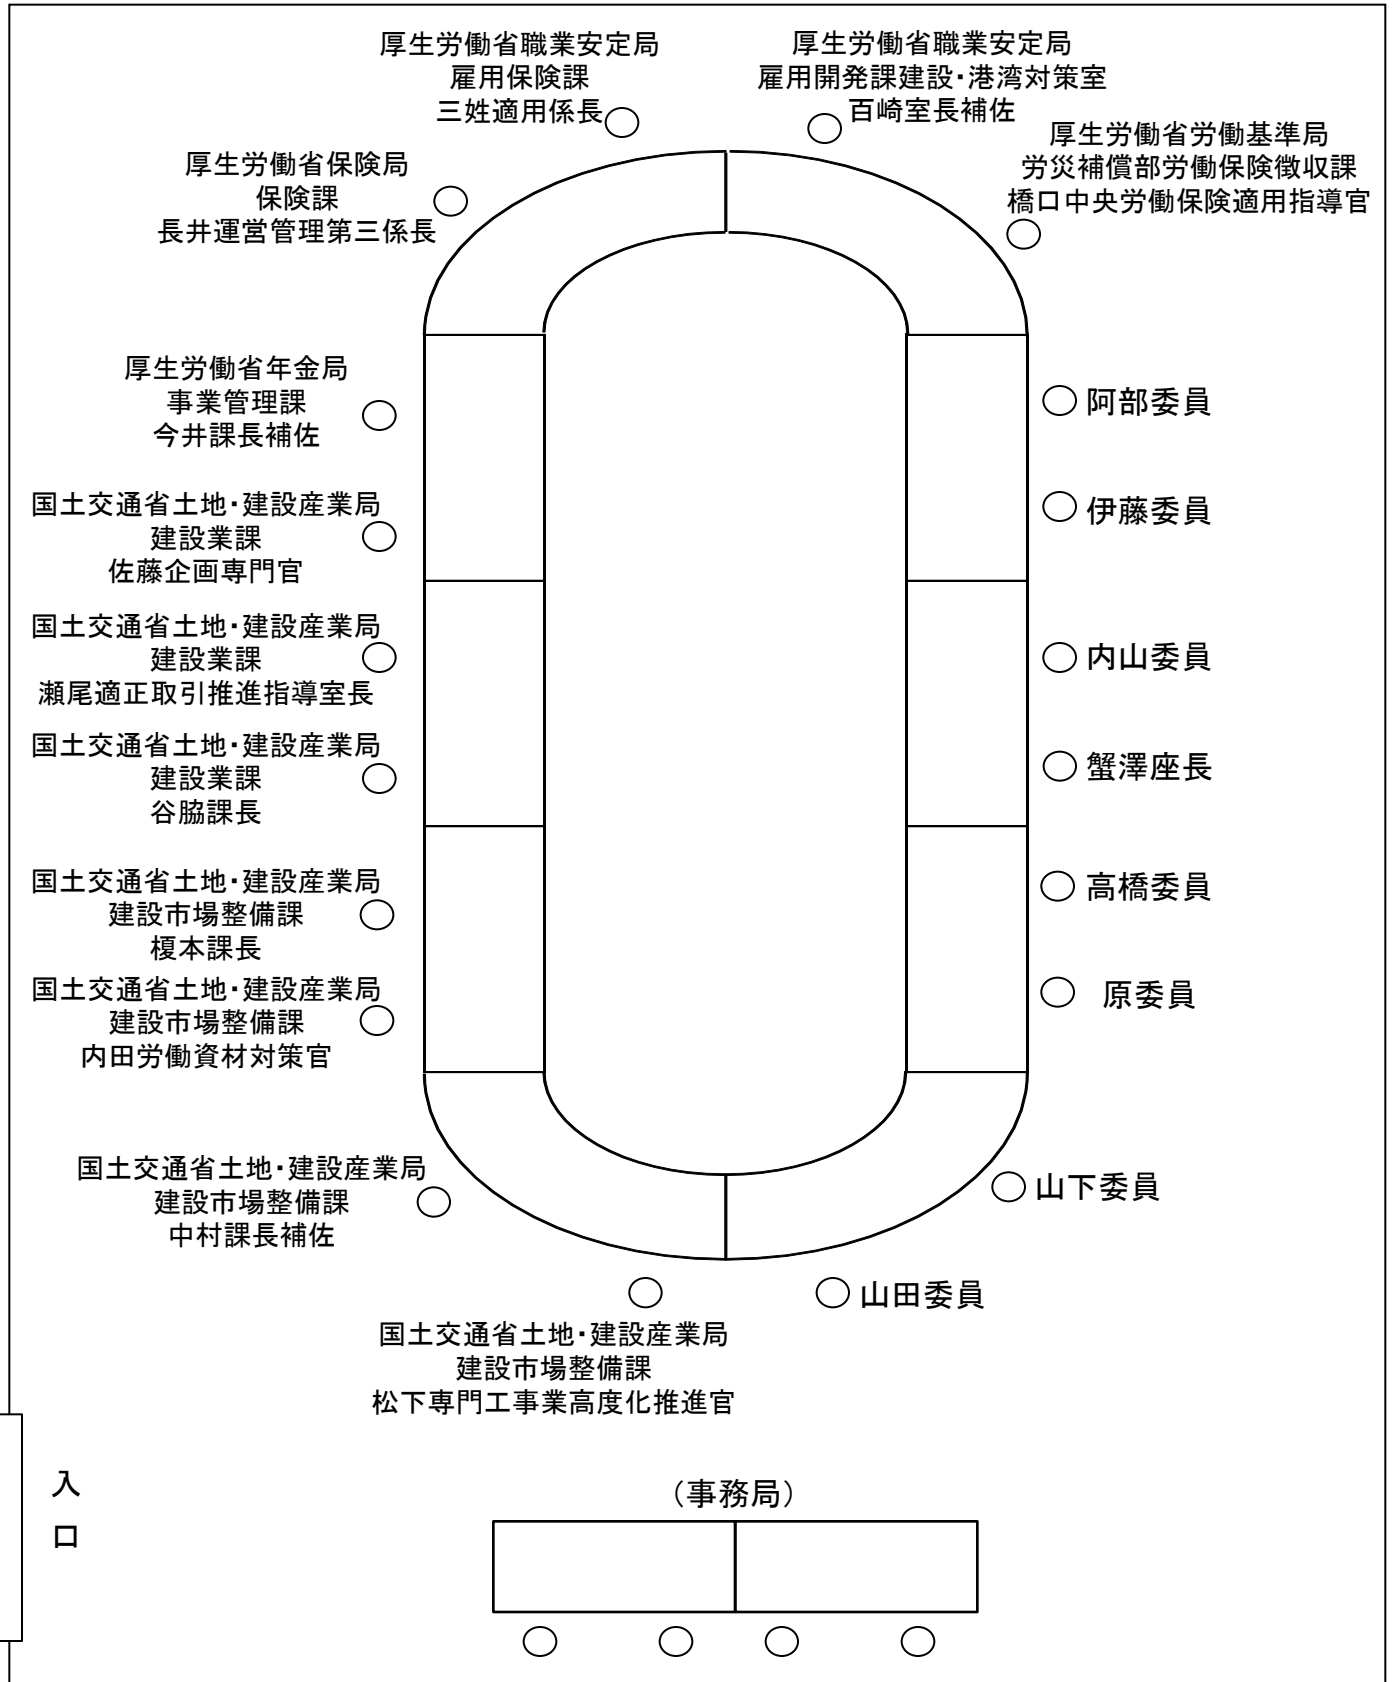 厚生労働省職業安定局
雇用保険課
三姓適用係長
厚生労働省職業安定局
雇用開発課建設・港湾対策室
百崎室長補佐
厚生労働省労働基準局
労災補償部労働保険徴収課
橋口中央労働保険適用指導官
厚生労働省保険局
保険課
長井運営管理第三係長
厚生労働省年金局
事業管理課
今井課長補佐
国土交通省土地・建設産業局
建設業課
佐藤企画専門官
国土交通省土地・建設産業局
建設業課
瀬尾適正取引推進指導室長
国土交通省土地・建設産業局
建設業課
谷脇課長
国土交通省土地・建設産業局
建設市場整備課
榎本課長
国土交通省土地・建設産業局
建設市場整備課
内田労働資材対策官
国土交通省土地・建設産業局
建設市場整備課
中村課長補佐
国土交通省土地・建設産業局
建設市場整備課
松下専門工事業高度化推進官
阿部委員
伊藤委員
内山委員
蟹澤座長
高橋委員
原委員
山下委員
山田委員
入
口
（事務局）